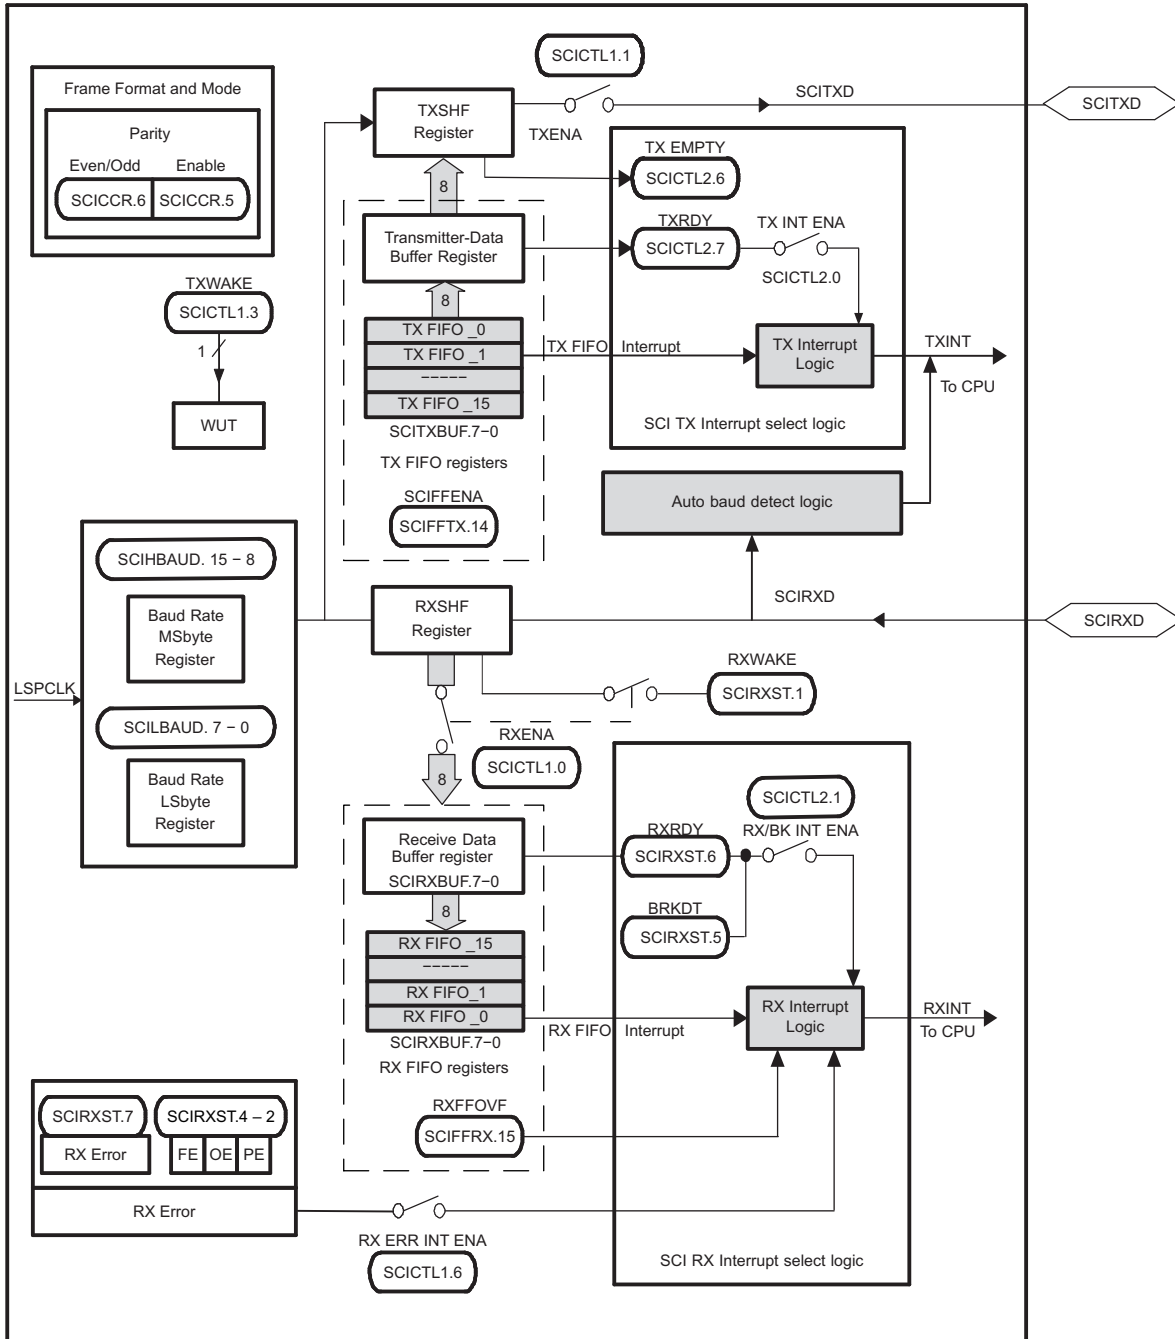 SCICTL1.1
Frame Format and Mode
Parity
Even/Odd Enable
SCICCR.6 SCICCR.5
TXSHF
Register
TXENA
SCITXD
SCITXD
8
TX EMPTY
SCICTL2.6
Transmitter-Data
Buffer Register
TXRDY
SCICTL2.7
TX INT ENA
SCICTL2.0
TXWAKE
SCICTL1.3
1
WUT
8
TX FIFO _0
TX FIFO _1
-----
TX FIFO _15
SCITXBUF.7-0
TX FIFO registers
SCIFFENA
SCIFFTX.14
TX FIFO Interrupt
TX Interrupt
Logic
TXINT
To CPU
SCI TX Interrupt select logic
Auto baud detect logic
LSPCLK
SCIHBAUD. 15 - 8
Baud Rate
MSbyte
Register
SCILBAUD. 7 - 0
Baud Rate
LSbyte
Register
RXSHF
Register
SCIRXD
SCIRXD
RXWAKE
SCIRXST.1
RXENA
SCICTL1.0
8
Receive Data
Buffer register
SCIRXBUF.7-0
8
RX FIFO _15
-----
RX FIFO_1
RX FIFO _0
SCIRXBUF.7-0
RX FIFO registers
RXFFOVF
SCIFFRX.15
SCICTL2.1
RXRDY
SCIRXST.6
RX/BK INT ENA
BRKDT
SCIRXST.5
RX FIFO Interrupt
RX Interrupt
Logic
RXINT
To CPU
SCI RX Interrupt select logic
SCIRXST.7 SCIRXST.4 – 2
RX Error FE OE PE
RX Error
RX ERR INT ENA
SCICTL1.6